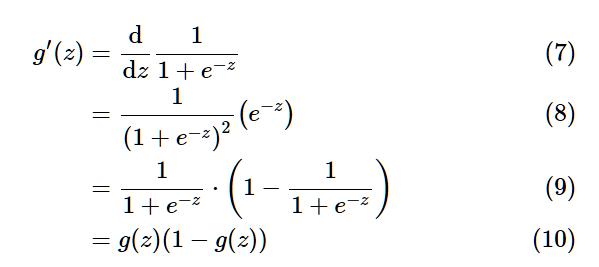 g′(z) = d/dz 1/(1 + e^{−z}) (7)
= 1/(1 + e^{−z})^2 (e^{−z}) (8)
= 1/(1 + e^{−z}) · (1 − 1/(1 + e^{−z})) (9)
= g(z)(1 − g(z)) (10)